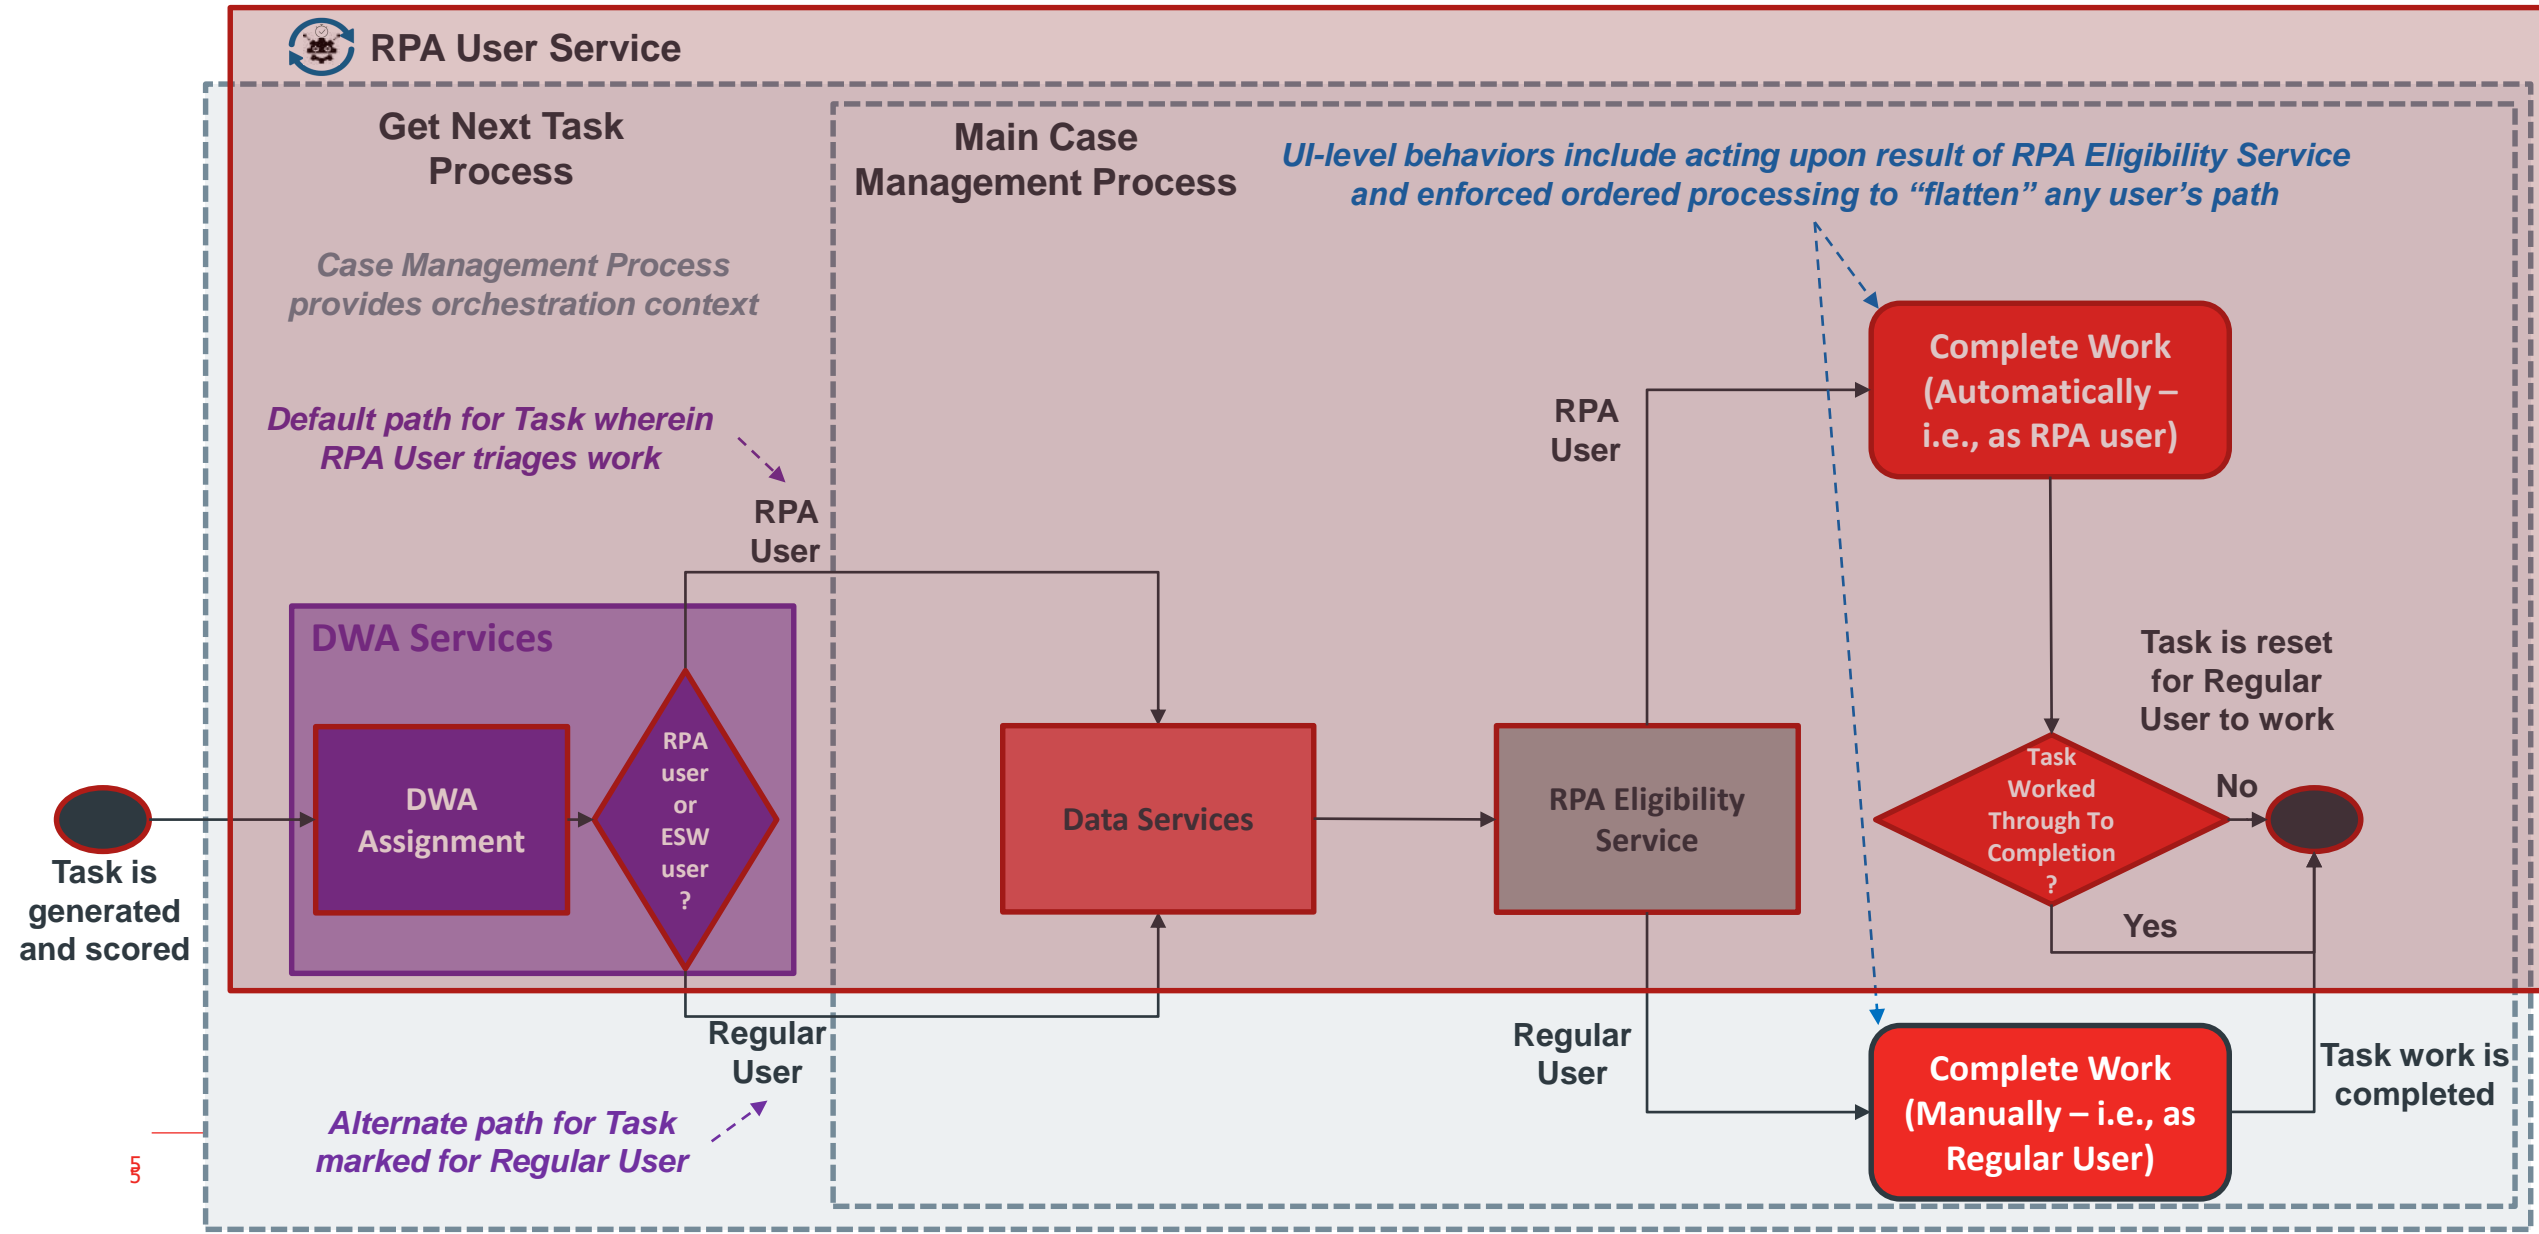 RPA User Service
Get Next Task
Process
Main Case
Management Process
UI-level behaviors include acting upon result of RPA Eligibility Service
and enforced ordered processing to “flatten” any user’s path
Case Management Process
provides orchestration context
Default path for Task wherein
RPA User triages work
RPA
User
RPA
User
Complete Work
(Automatically –
i.e., as RPA user)
DWA Services
DWA
Assignment
RPA
user
or
ESW
user
?
Data Services
RPA Eligibility
Service
Task is reset
for Regular
User to work
Task
Worked
Through To
Completion
?
No
Yes
Task is
generated
and scored
Regular
User
Regular
User
Complete Work
(Manually – i.e., as
Regular User)
Task work is
completed
Alternate path for Task
marked for Regular User
5
5